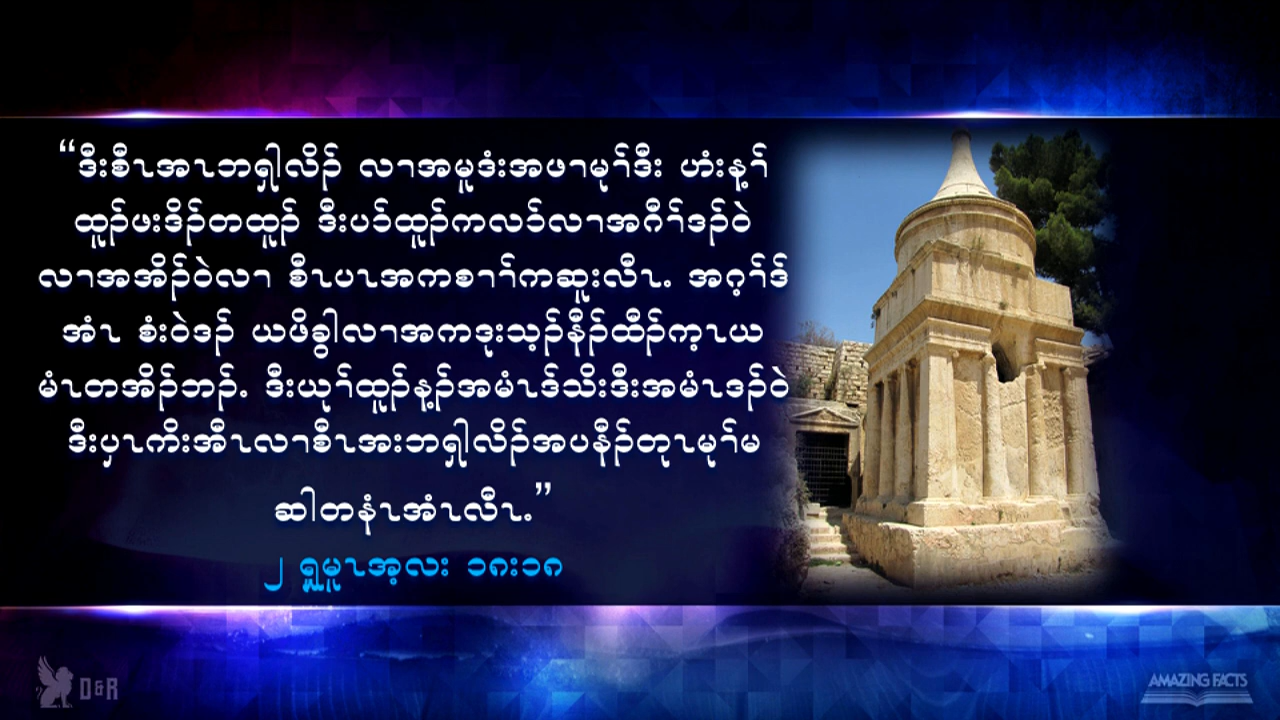 “ဒီးစီၤအၤဘၡါလိၣ် လၢအမူဒံးအဖၢမုၢ်ဒီး ဟံးန့ၢ်
ထူၣ်ဖးဒိၣ်တထူၣ် ဒီးပၥ်ထူၣ်ကလၥ်လၢအဂီၢ်ဒၣ်ဝဲ
လၢအအိၣ်ဝဲလၢ စီၤပၤအကစၢၢ်ကဆူးလီၤ. အဂ့ၢ်ဒ်
အံၤ စံးဝဲဒၣ် ယဖိခွါလၢအကဒုးသ့ၣ်နီၣ်ထီၣ်က့ၤယ
မံၤတအိၣ်ဘၣ်. ဒီးယုၢ်ထူၣ်န့ၣ်အမံၤဒ်သိးဒီးအမံၤဒၣ်ဝဲ
ဒီးပှၤကိးအီၤလၢစီၤအးဘၡါလိၣ်အပနီၣ်တုၤမုၢ်မ
ဆါတနံၤအံၤလီၤ.”
၂ ၡမူၤအ့လး ၁၈း၁၈
D&R
AMAZING FACTS